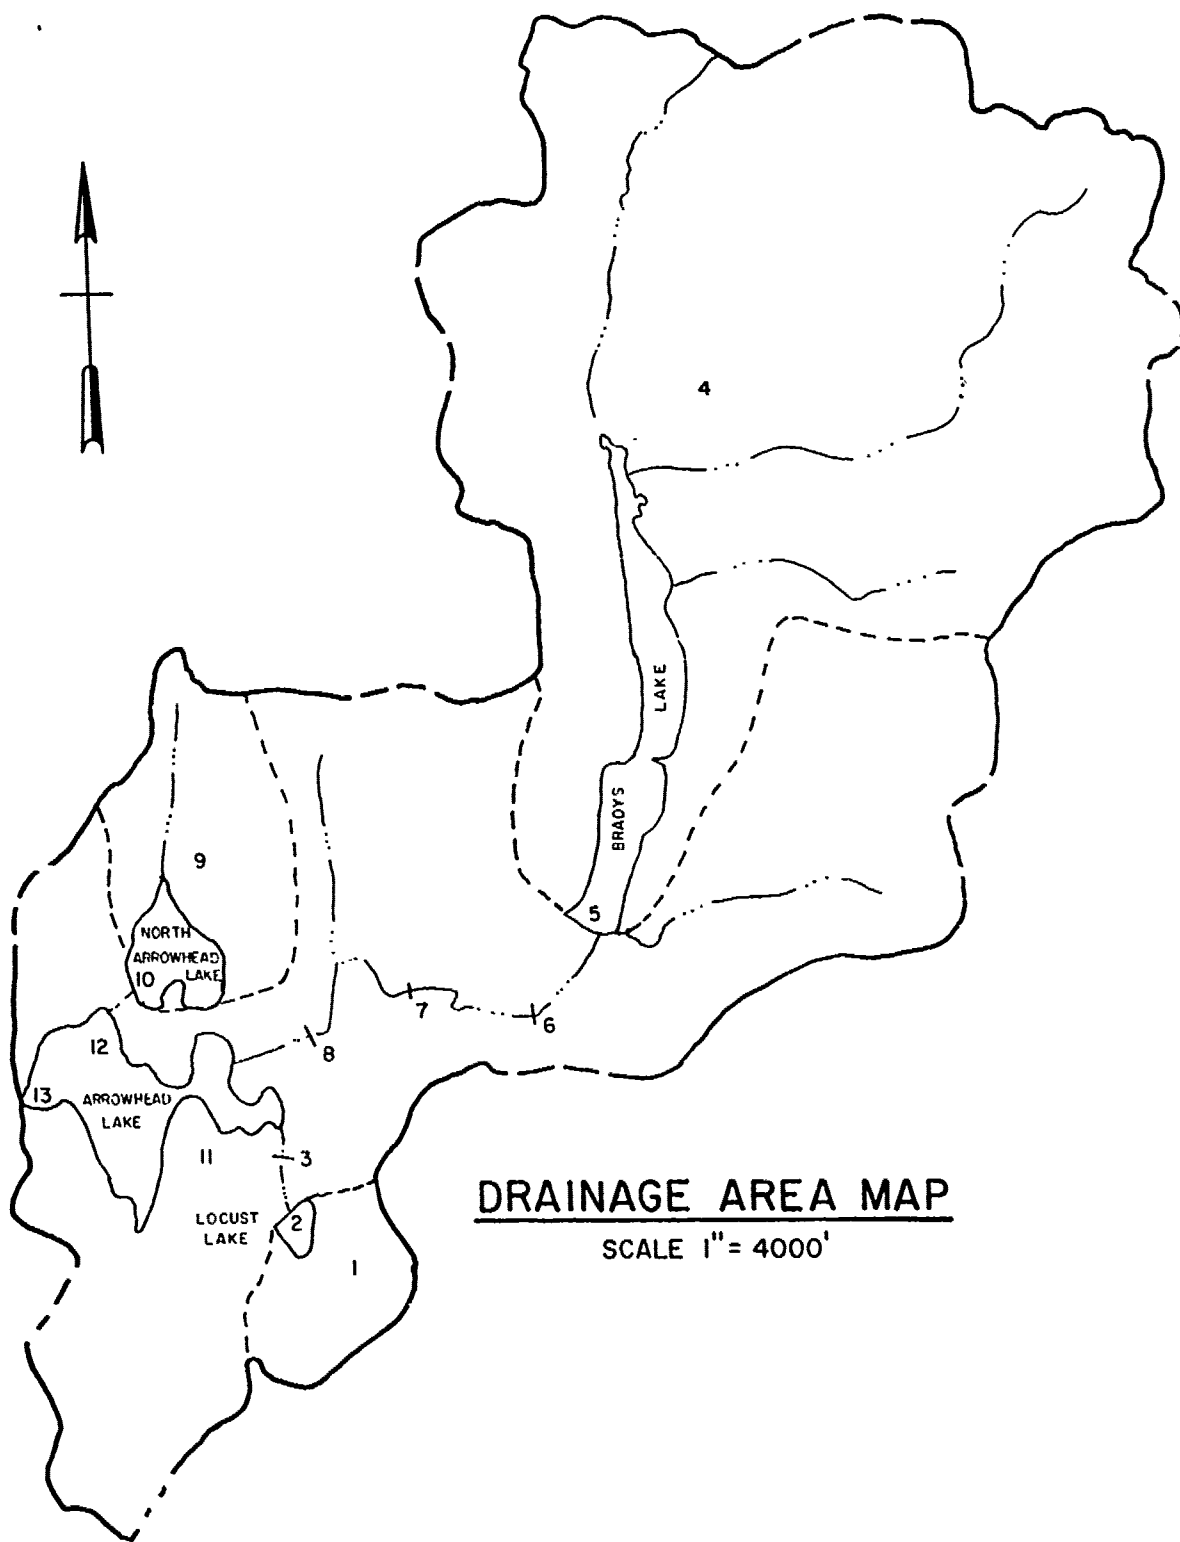 4
LAKE
BRADYS
9
5
NORTH
ARROWHEAD
LAKE
10
7
6
8
12
13
ARROWHEAD
LAKE
11
3
2
LOCUST
LAKE
1
DRAINAGE AREA MAP
SCALE 1" = 4000'